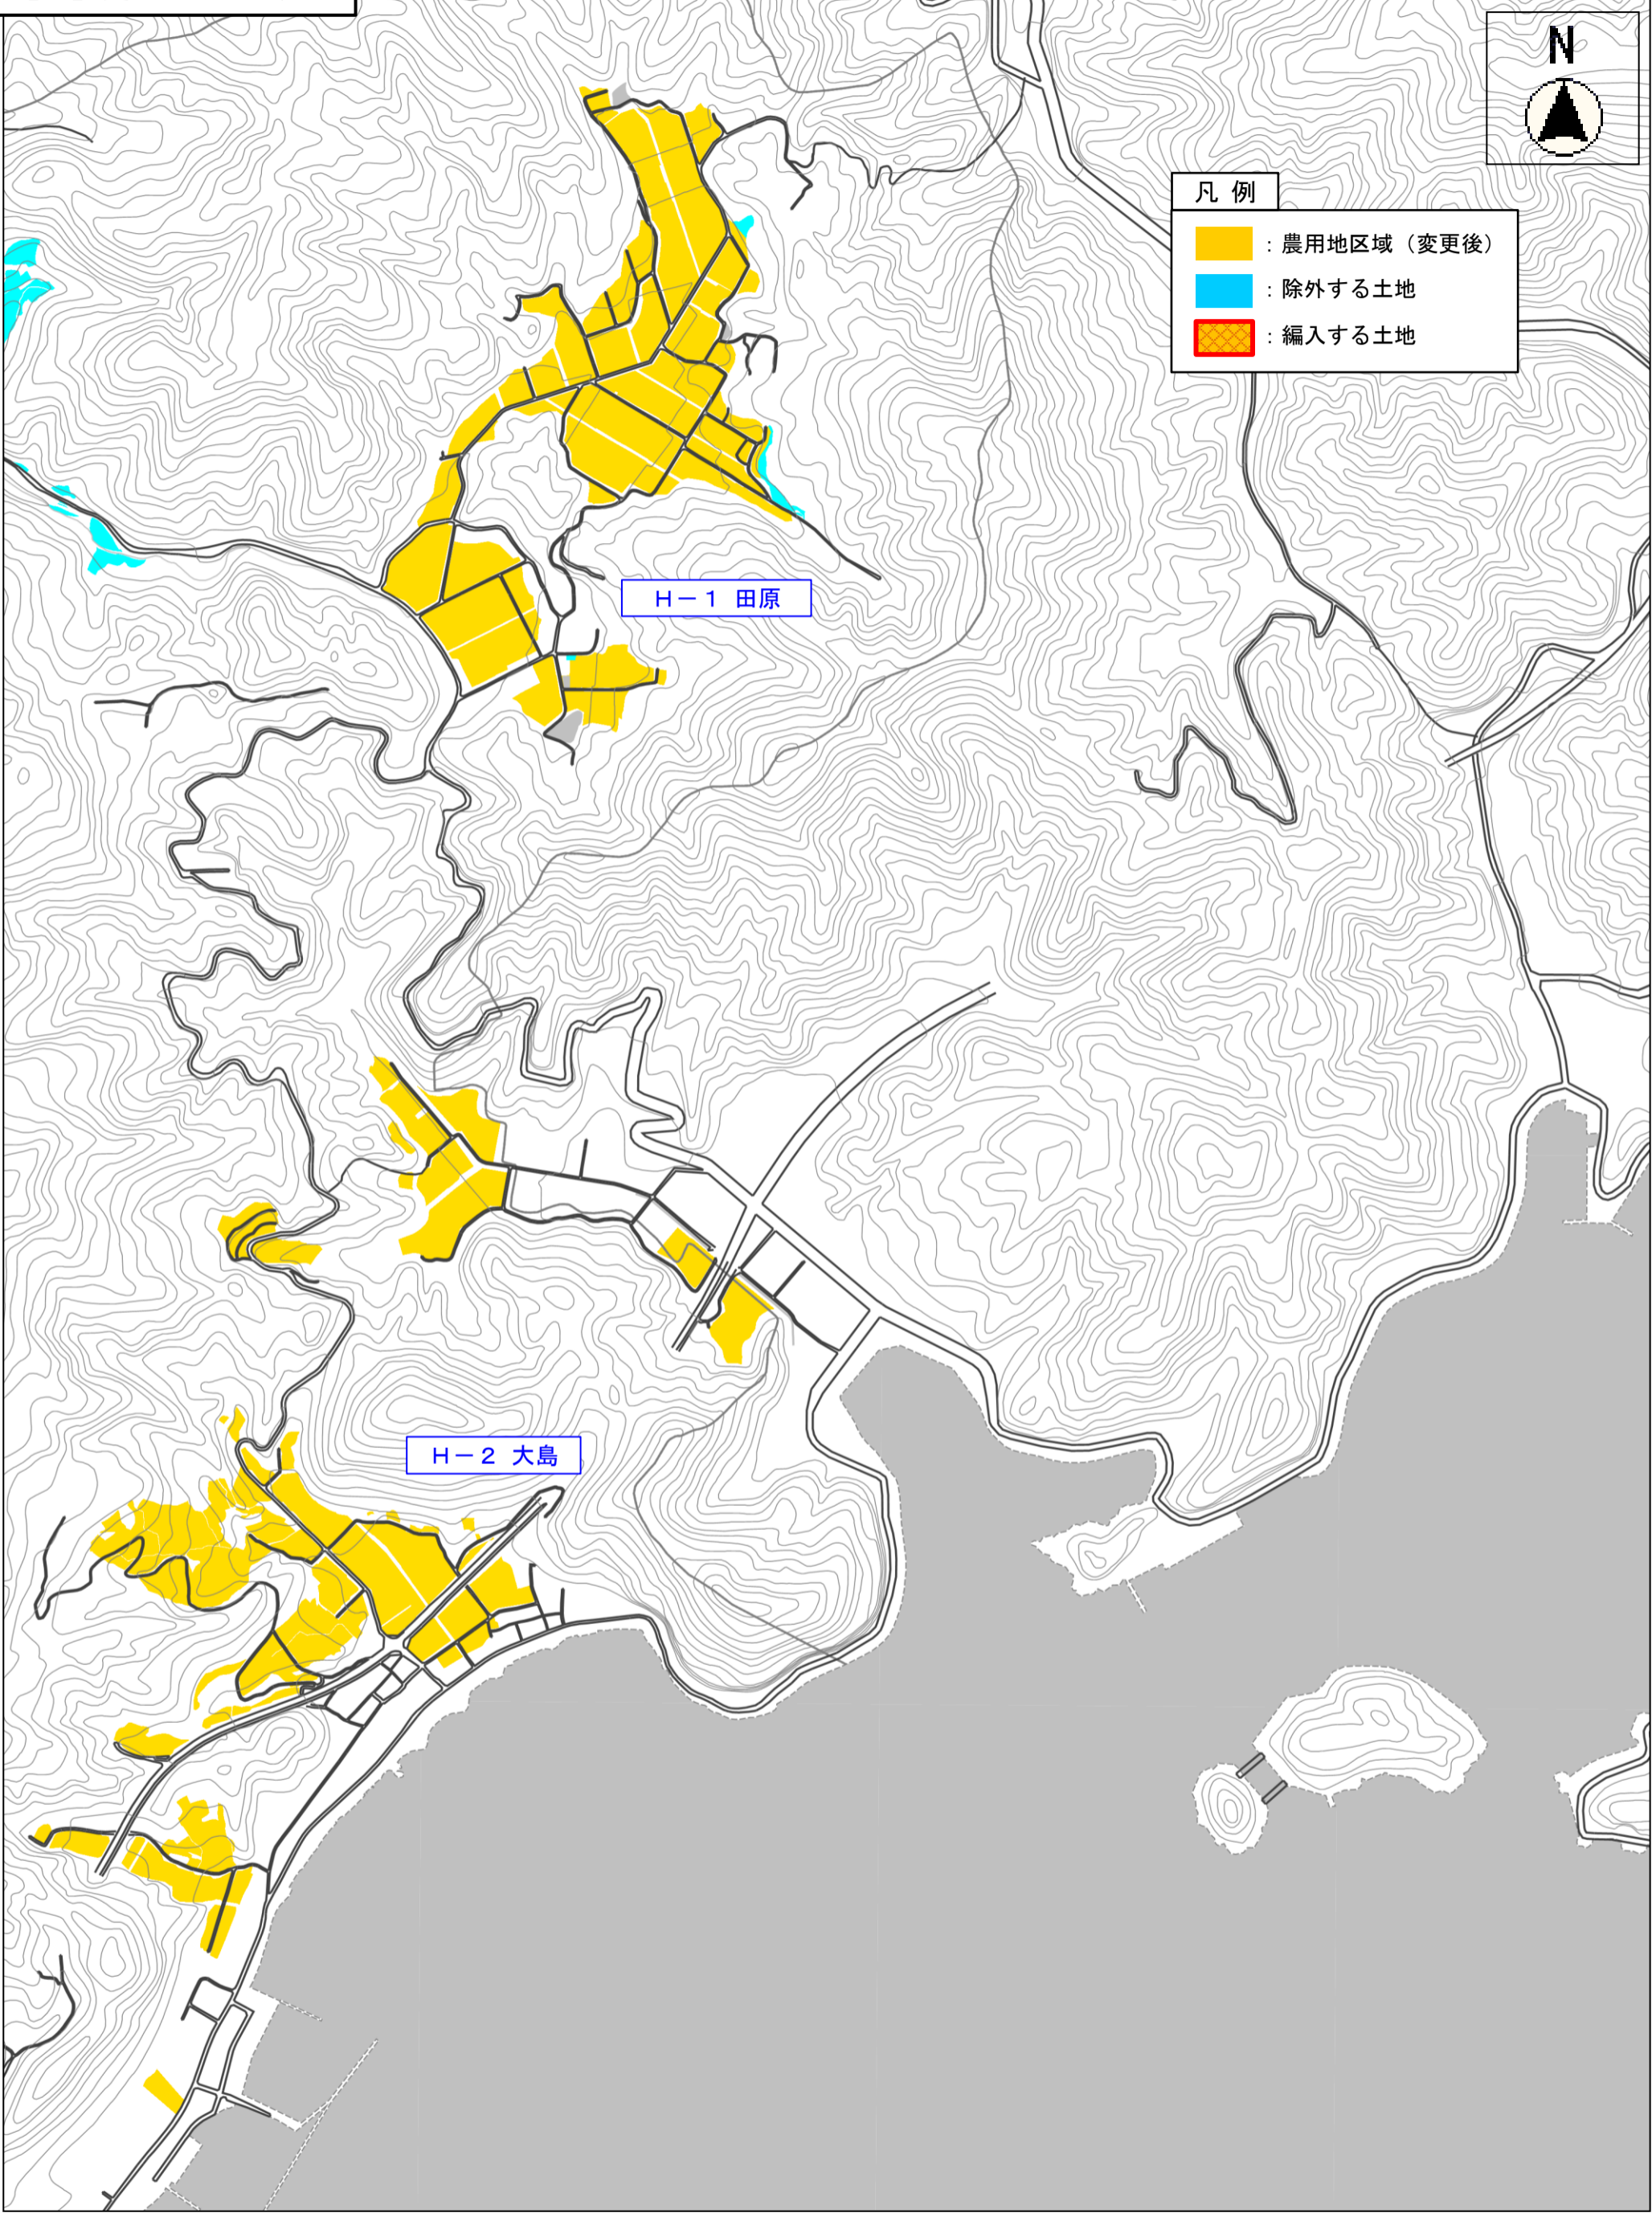 N
凡 例
：農用地区域（変更後）
：除外する土地
：編入する土地
Ｈ－１ 田原
Ｈ－２ 大島